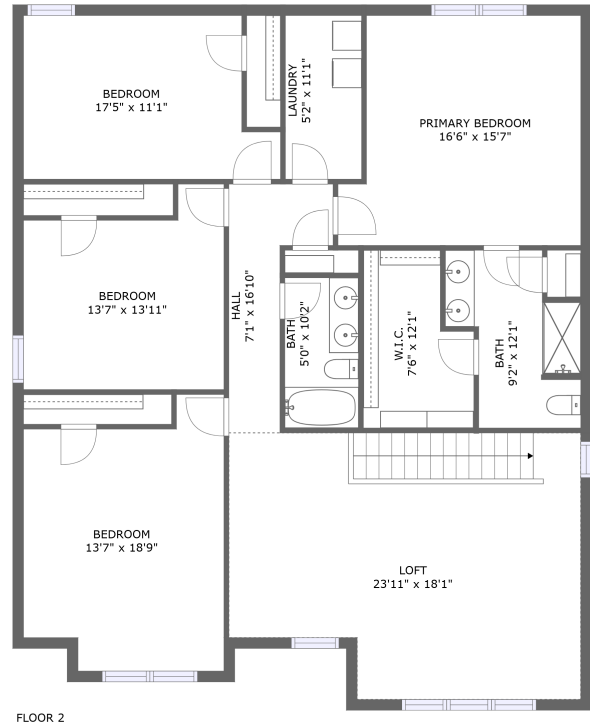 BEDROOM
17'5" x 11'1"
LAUNDRY
5'2" x 11'1"
PRIMARY BEDROOM
16'6" x 15'7"
BEDROOM
13'7" x 13'11"
HALL
7'1" x 16'10"
BATH
5'0" x 10'2"
W.I.C.
7'6" x 12'1"
BATH
9'2" x 12'1"
BEDROOM
13'7" x 18'9"
LOFT
23'11" x 18'1"
FLOOR 2